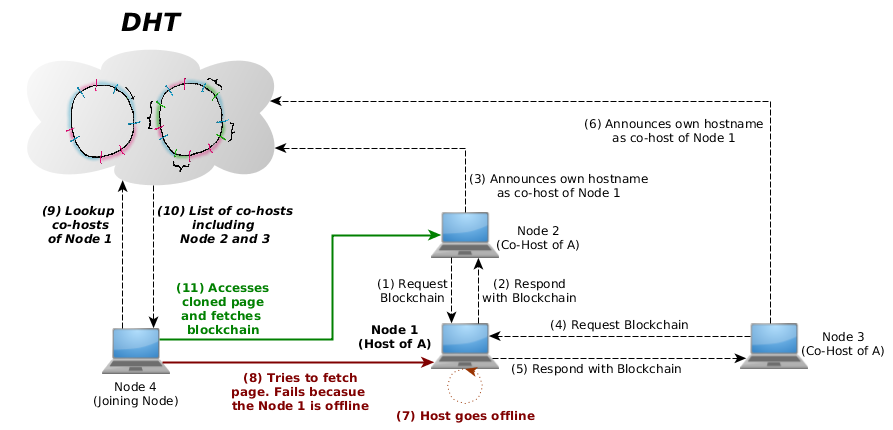 DHT
(6) Announces own hostname
as co-host of Node 1
(3) Announces own hostname
as co-host of Node 1
(9) Lookup
co-hosts
of Node 1
(10) List of co-hosts
including
Node 2 and 3
Node 2
(Co-Host of A)
(11) Accesses
cloned page
and fetches
blockchain
(1) Request
Blockchain
(2) Respond
with Blockchain
Node 1
(Host of A)
(4) Request Blockchain
Node 3
(Co-Host of A)
(5) Respond with Blockchain
Node 4
(Joining Node)
(8) Tries to fetch
page. Fails becasue
the Node 1 is offline
(7) Host goes offline